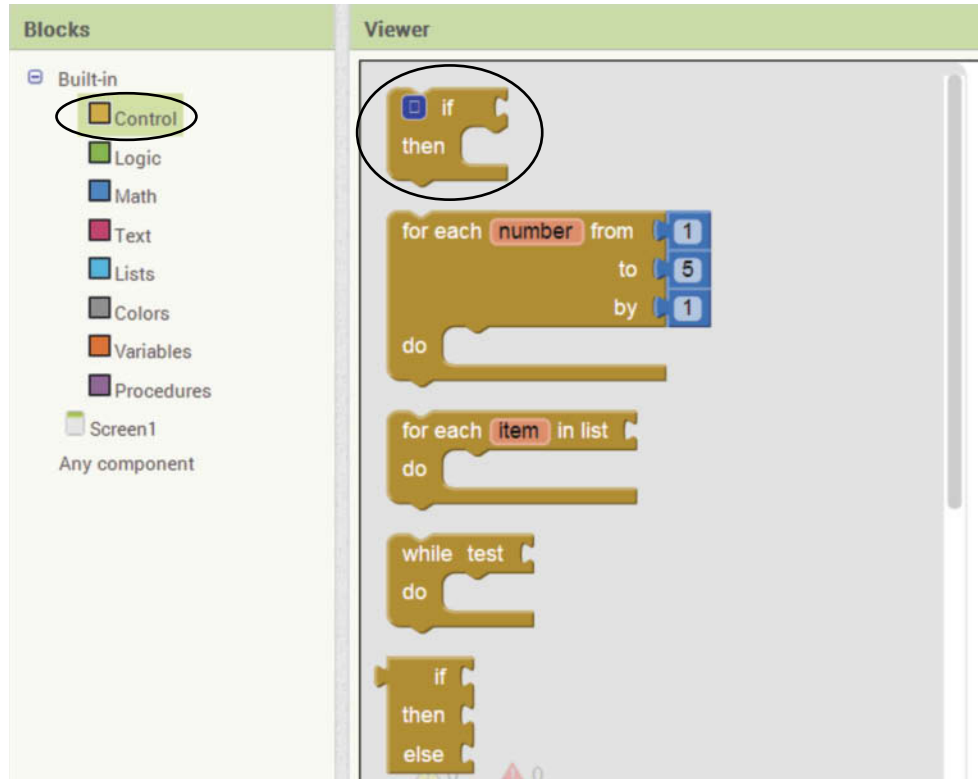 Blocks
Viewer
Built-in
Control
Logic
Math
Text
Lists
Colors
Variables
Procedures
Screen1
Any component
if
then
for each number from 1
to 5
by 1
do
for each item in list
do
while test
do
if
then
else
0 0